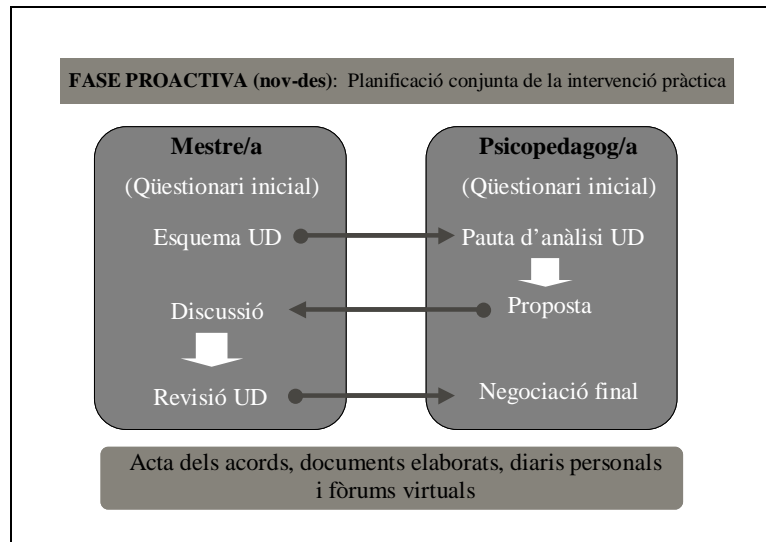 FASE PROACTIVA (nov-des): Planificació conjunta de la intervenció pràctica
Mestre/a
(Qüestionari inicial)
Esquema UD
Discussió
Revisió UD
Psicopedagog/a
(Qüestionari inicial)
Pauta d’anàlisi UD
Proposta
Negociació final
Acta dels acords, documents elaborats, diaris personals
i fòrums virtuals